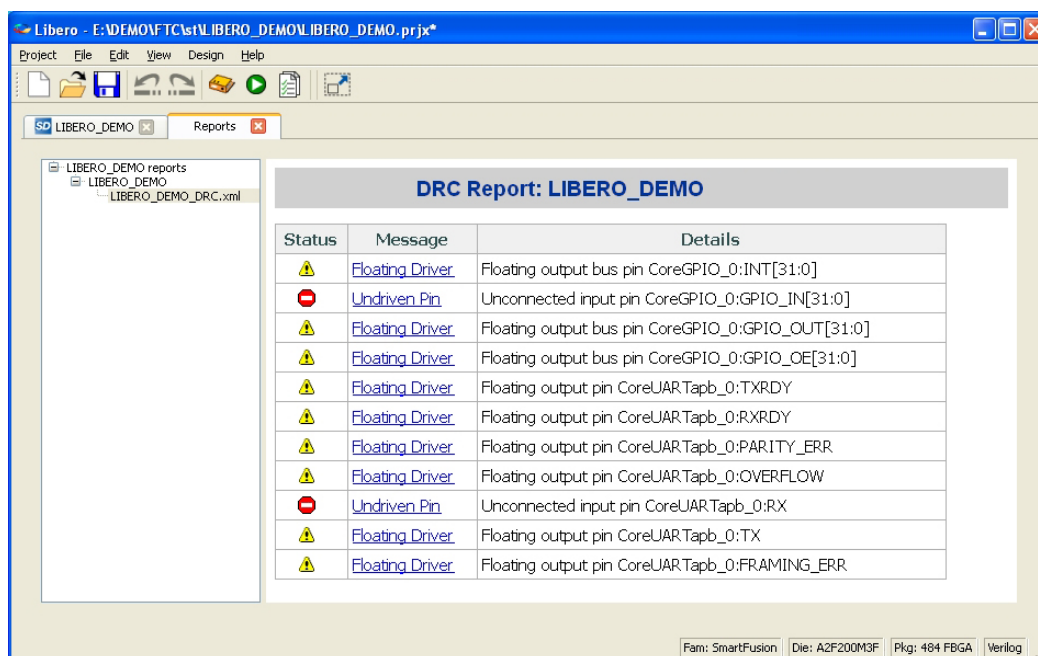 Libero - E:\DEMO\FTC\st\LIBERO_DEMO\LIBERO_DEMO.prjx*
Project File Edit View Design Help
SD LIBERO_DEMO Reports
LIBERO_DEMO reports
LIBERO_DEMO
LIBERO_DEMO_DRC.xml
DRC Report: LIBERO_DEMO
Status Message Details
Floating Driver Floating output bus pin CoreGPIO_0:INT[31:0]
Undriven Pin Unconnected input pin CoreGPIO_0:GPIO_IN[31:0]
Floating Driver Floating output bus pin CoreGPIO_0:GPIO_OUT[31:0]
Floating Driver Floating output bus pin CoreGPIO_0:GPIO_OE[31:0]
Floating Driver Floating output pin CoreUARTapb_0:TXRDY
Floating Driver Floating output pin CoreUARTapb_0:RXRDY
Floating Driver Floating output pin CoreUARTapb_0:PARITY_ERR
Floating Driver Floating output pin CoreUARTapb_0:OVERFLOW
Undriven Pin Unconnected input pin CoreUARTapb_0:RX
Floating Driver Floating output pin CoreUARTapb_0:TX
Floating Driver Floating output pin CoreUARTapb_0:FRAMING_ERR
Fam: SmartFusion Die: A2F200M3F Pkg: 484 FBGA Verilog